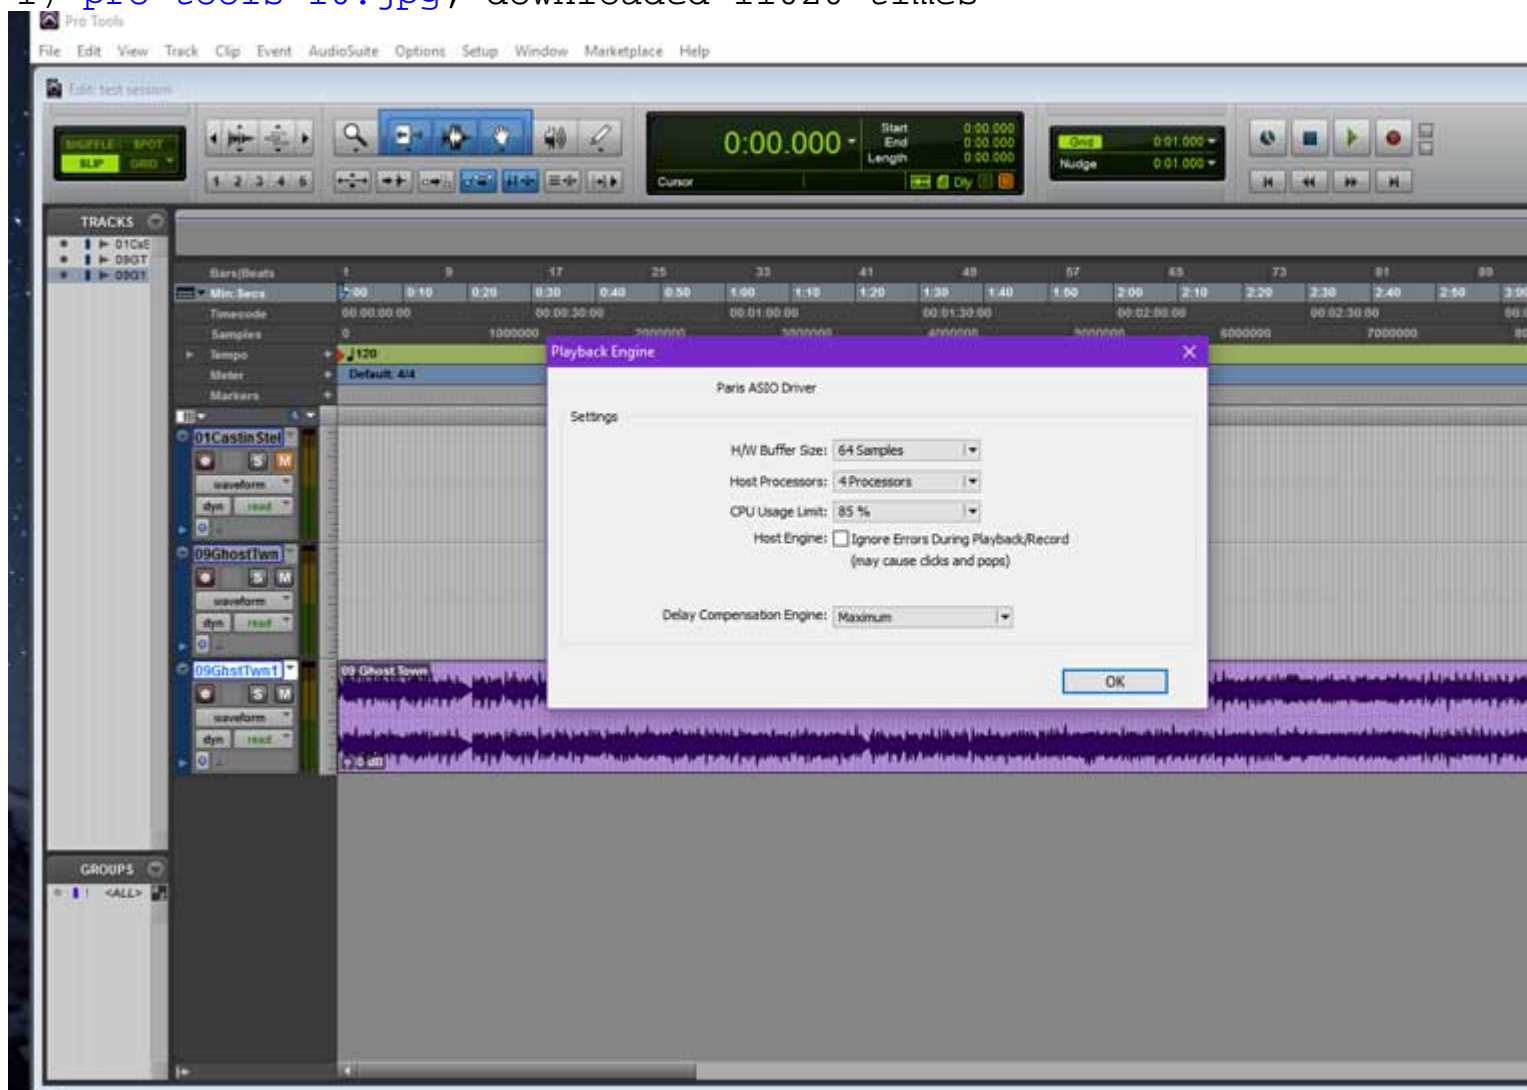 Pro Tools
File Edit View Track Clip Event AudioSuite Options Setup Window Marketplace Help
Edit: test session
SHUFFLE SPOT
SLIP GRID
1 2 3 4 5
0:00.000
Start 0:00.000
End 0:00.000
Length 0:00.000
Cursor
Dly
Grid 0:01.000
Nudge 0:01.000
TRACKS
01CaS
09GT
09G1
Bars|Beats 1 9 17 25 33 41 49 57 65 73 81 89
Min:Secs 0:00 0:10 0:20 0:30 0:40 0:50 1:00 1:10 1:20 1:30 1:40 1:50 2:00 2:10 2:20 2:30 2:40 2:50 3:00
Timecode 00:00:00:00 00:00:30:00 00:01:00:00 00:01:30:00 00:02:00:00 00:02:30:00
Samples 0 1000000 2000000 3000000 4000000 5000000 6000000 7000000
Tempo 120
Meter Default: 4/4
Markers
Playback Engine
Paris ASIO Driver
Settings
H/W Buffer Size: 64 Samples
Host Processors: 4 Processors
CPU Usage Limit: 85 %
Host Engine: Ignore Errors During Playback/Record
(may cause clicks and pops)
Delay Compensation Engine: Maximum
OK
01CastinStel
S M
waveform
dyn read
09GhostTwn
S M
waveform
dyn read
09GhstTwn1
S M
waveform
dyn read
09 Ghost Town
0 dB
GROUPS
! <ALL>